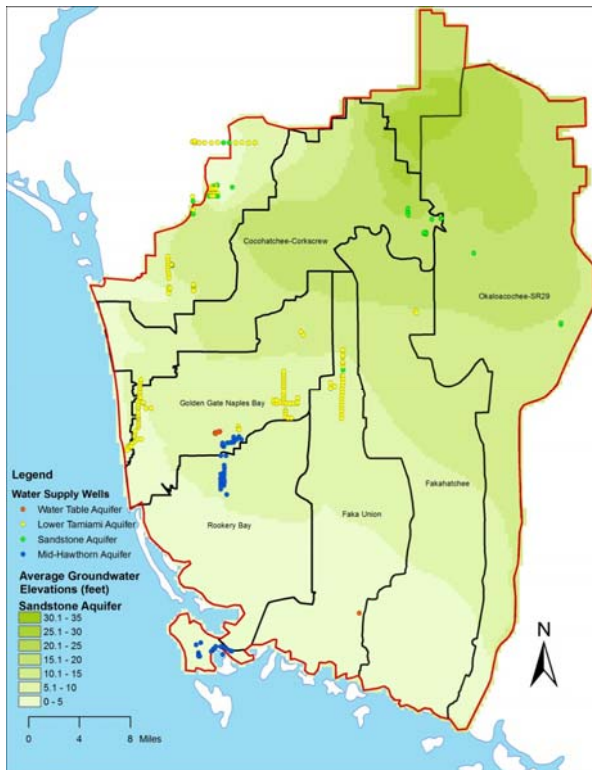 Cocohatchee-Corkscrew
Okaloacoochee-SR29
Golden Gate Naples Bay
Fakahatchee
Rookery Bay
Faka Union
Legend
Water Supply Wells
Water Table Aquifer
Lower Tamiami Aquifer
Sandstone Aquifer
Mid-Hawthorn Aquifer
Average Groundwater
Elevations (feet)
Sandstone Aquifer
30.1 - 35
25.1 - 30
20.1 - 25
15.1 - 20
10.1 - 15
5.1 - 10
0 - 5
N
0 4 8 Miles